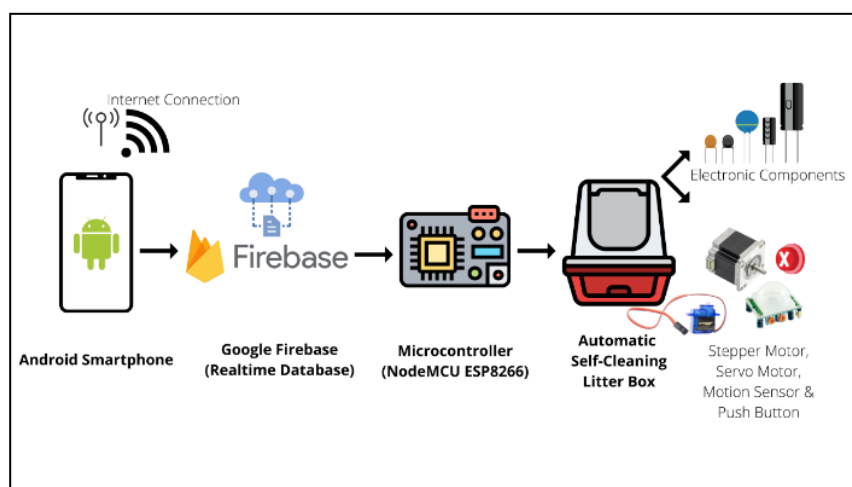 Internet Connection
Firebase
Electronic Components
X
Android Smartphone
Google Firebase
(Realtime Database)
Microcontroller
(NodeMCU ESP8266)
Automatic
Self-Cleaning
Litter Box
Stepper Motor,
Servo Motor,
Motion Sensor &
Push Button